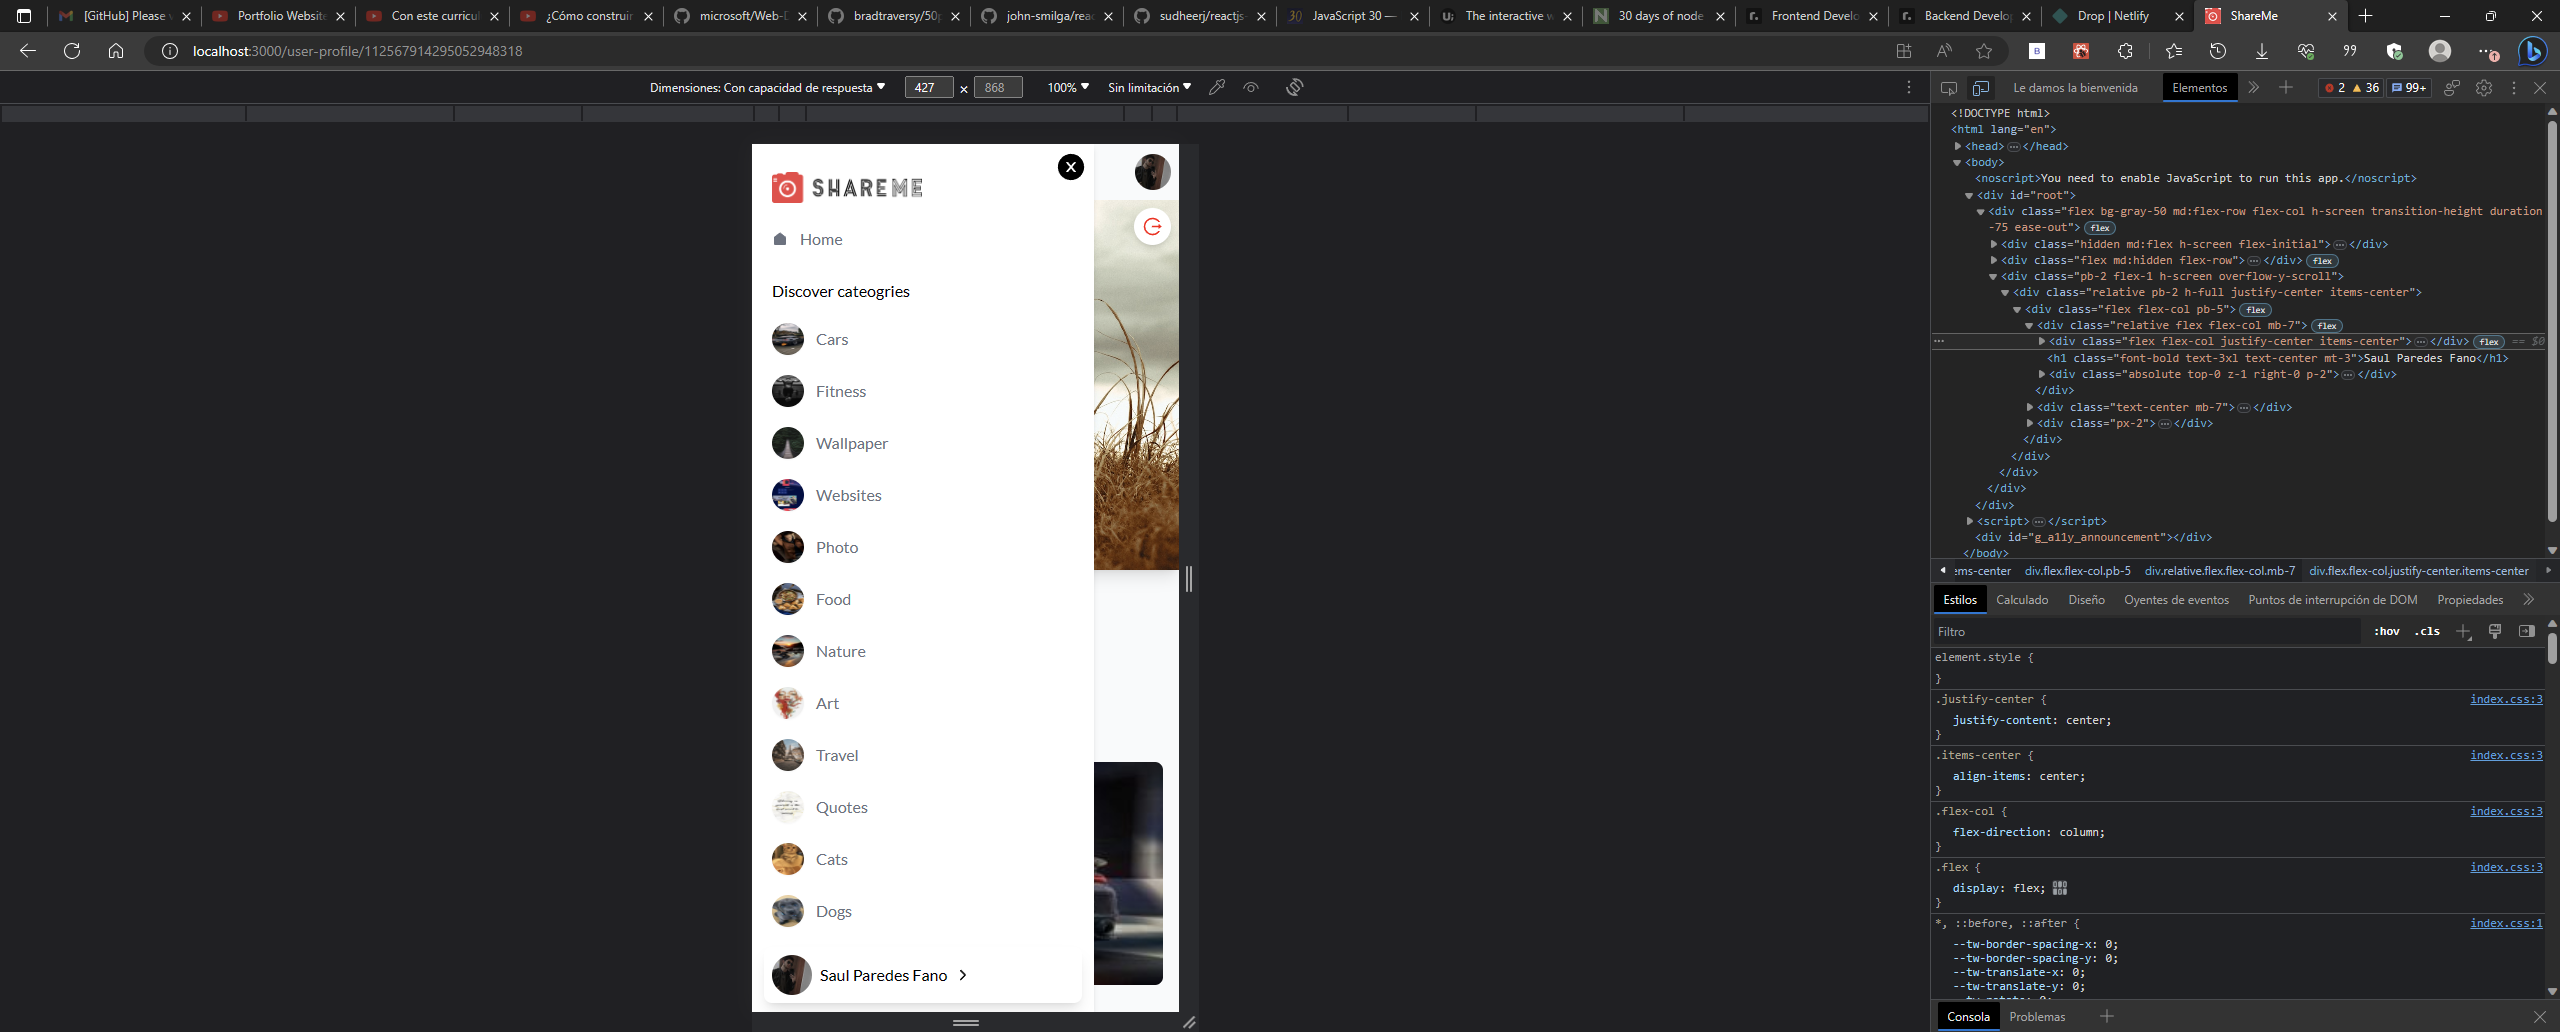 [GitHub] Please v
Portfolio Website
Con este curricul
¿Cómo construir
microsoft/Web-D
bradtraversy/50p
john-smilga/reac
sudheerj/reactjs-
30 JavaScript 30 —
The interactive w
30 days of node
Frontend Develo
Backend Develo
Drop | Netlify
ShareMe
localhost:3000/user-profile/112567914295052948318
Dimensiones: Con capacidad de respuesta
427 × 868
100%
Sin limitación
SHAREME
Home
Discover cateogries
Cars
Fitness
Wallpaper
Websites
Photo
Food
Nature
Art
Travel
Quotes
Cats
Dogs
Saul Paredes Fano
Le damos la bienvenida
Elementos
2 36 99+
<!DOCTYPE html>
<html lang="en">
<head>…</head>
<body>
<noscript>You need to enable JavaScript to run this app.</noscript>
<div id="root">
<div class="flex bg-gray-50 md:flex-row flex-col h-screen transition-height duration
-75 ease-out"> flex
<div class="hidden md:flex h-screen flex-initial">…</div>
<div class="flex md:hidden flex-row">…</div> flex
<div class="pb-2 flex-1 h-screen overflow-y-scroll">
<div class="relative pb-2 h-full justify-center items-center">
<div class="flex flex-col pb-5"> flex
<div class="relative flex flex-col mb-7"> flex
<div class="flex flex-col justify-center items-center">…</div> flex == $0
<h1 class="font-bold text-3xl text-center mt-3">Saul Paredes Fano</h1>
<div class="absolute top-0 z-1 right-0 p-2">…</div>
</div>
<div class="text-center mb-7">…</div>
<div class="px-2">…</div>
</div>
</div>
</div>
</div>
</div>
<script>…</script>
<div id="g_a11y_announcement"></div>
</body>
ems-center div.flex.flex-col.pb-5 div.relative.flex.flex-col.mb-7 div.flex.flex-col.justify-center.items-center
Estilos Calculado Diseño Oyentes de eventos Puntos de interrupción de DOM Propiedades
Filtro :hov .cls
element.style {
}
.justify-center { index.css:3
justify-content: center;
}
.items-center { index.css:3
align-items: center;
}
.flex-col { index.css:3
flex-direction: column;
}
.flex { index.css:3
display: flex;
}
*, ::before, ::after { index.css:1
--tw-border-spacing-x: 0;
--tw-border-spacing-y: 0;
--tw-translate-x: 0;
--tw-translate-y: 0;
Consola Problemas